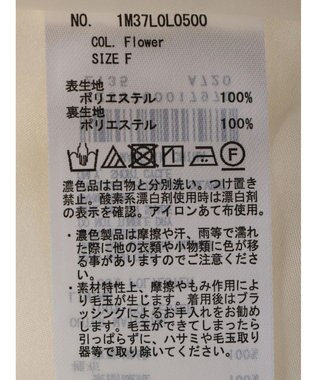 NO. 1M37L0L0500
COL. Flower
SIZE F
表生地
ポリエステル 100%
裏生地
ポリエステル 100%
F
濃色品は白物と分別洗い。つけ置き
禁止。酸素系漂白剤使用時は漂白剤
の表示を確認。アイロンあて布使用。
・濃色製品は摩擦や汗、雨等で濡れ
た際に他の衣類や小物類に色が移
る事がありますのでご注意くださ
い。
・素材特性上、摩擦やもみ作用によ
り毛玉が生じます。着用後はブラ
ッシングによるお手入れをお勧め
します。毛玉ができてしまったら
引っぱらずに、ハサミや毛玉取り
器等で取り除いてください。